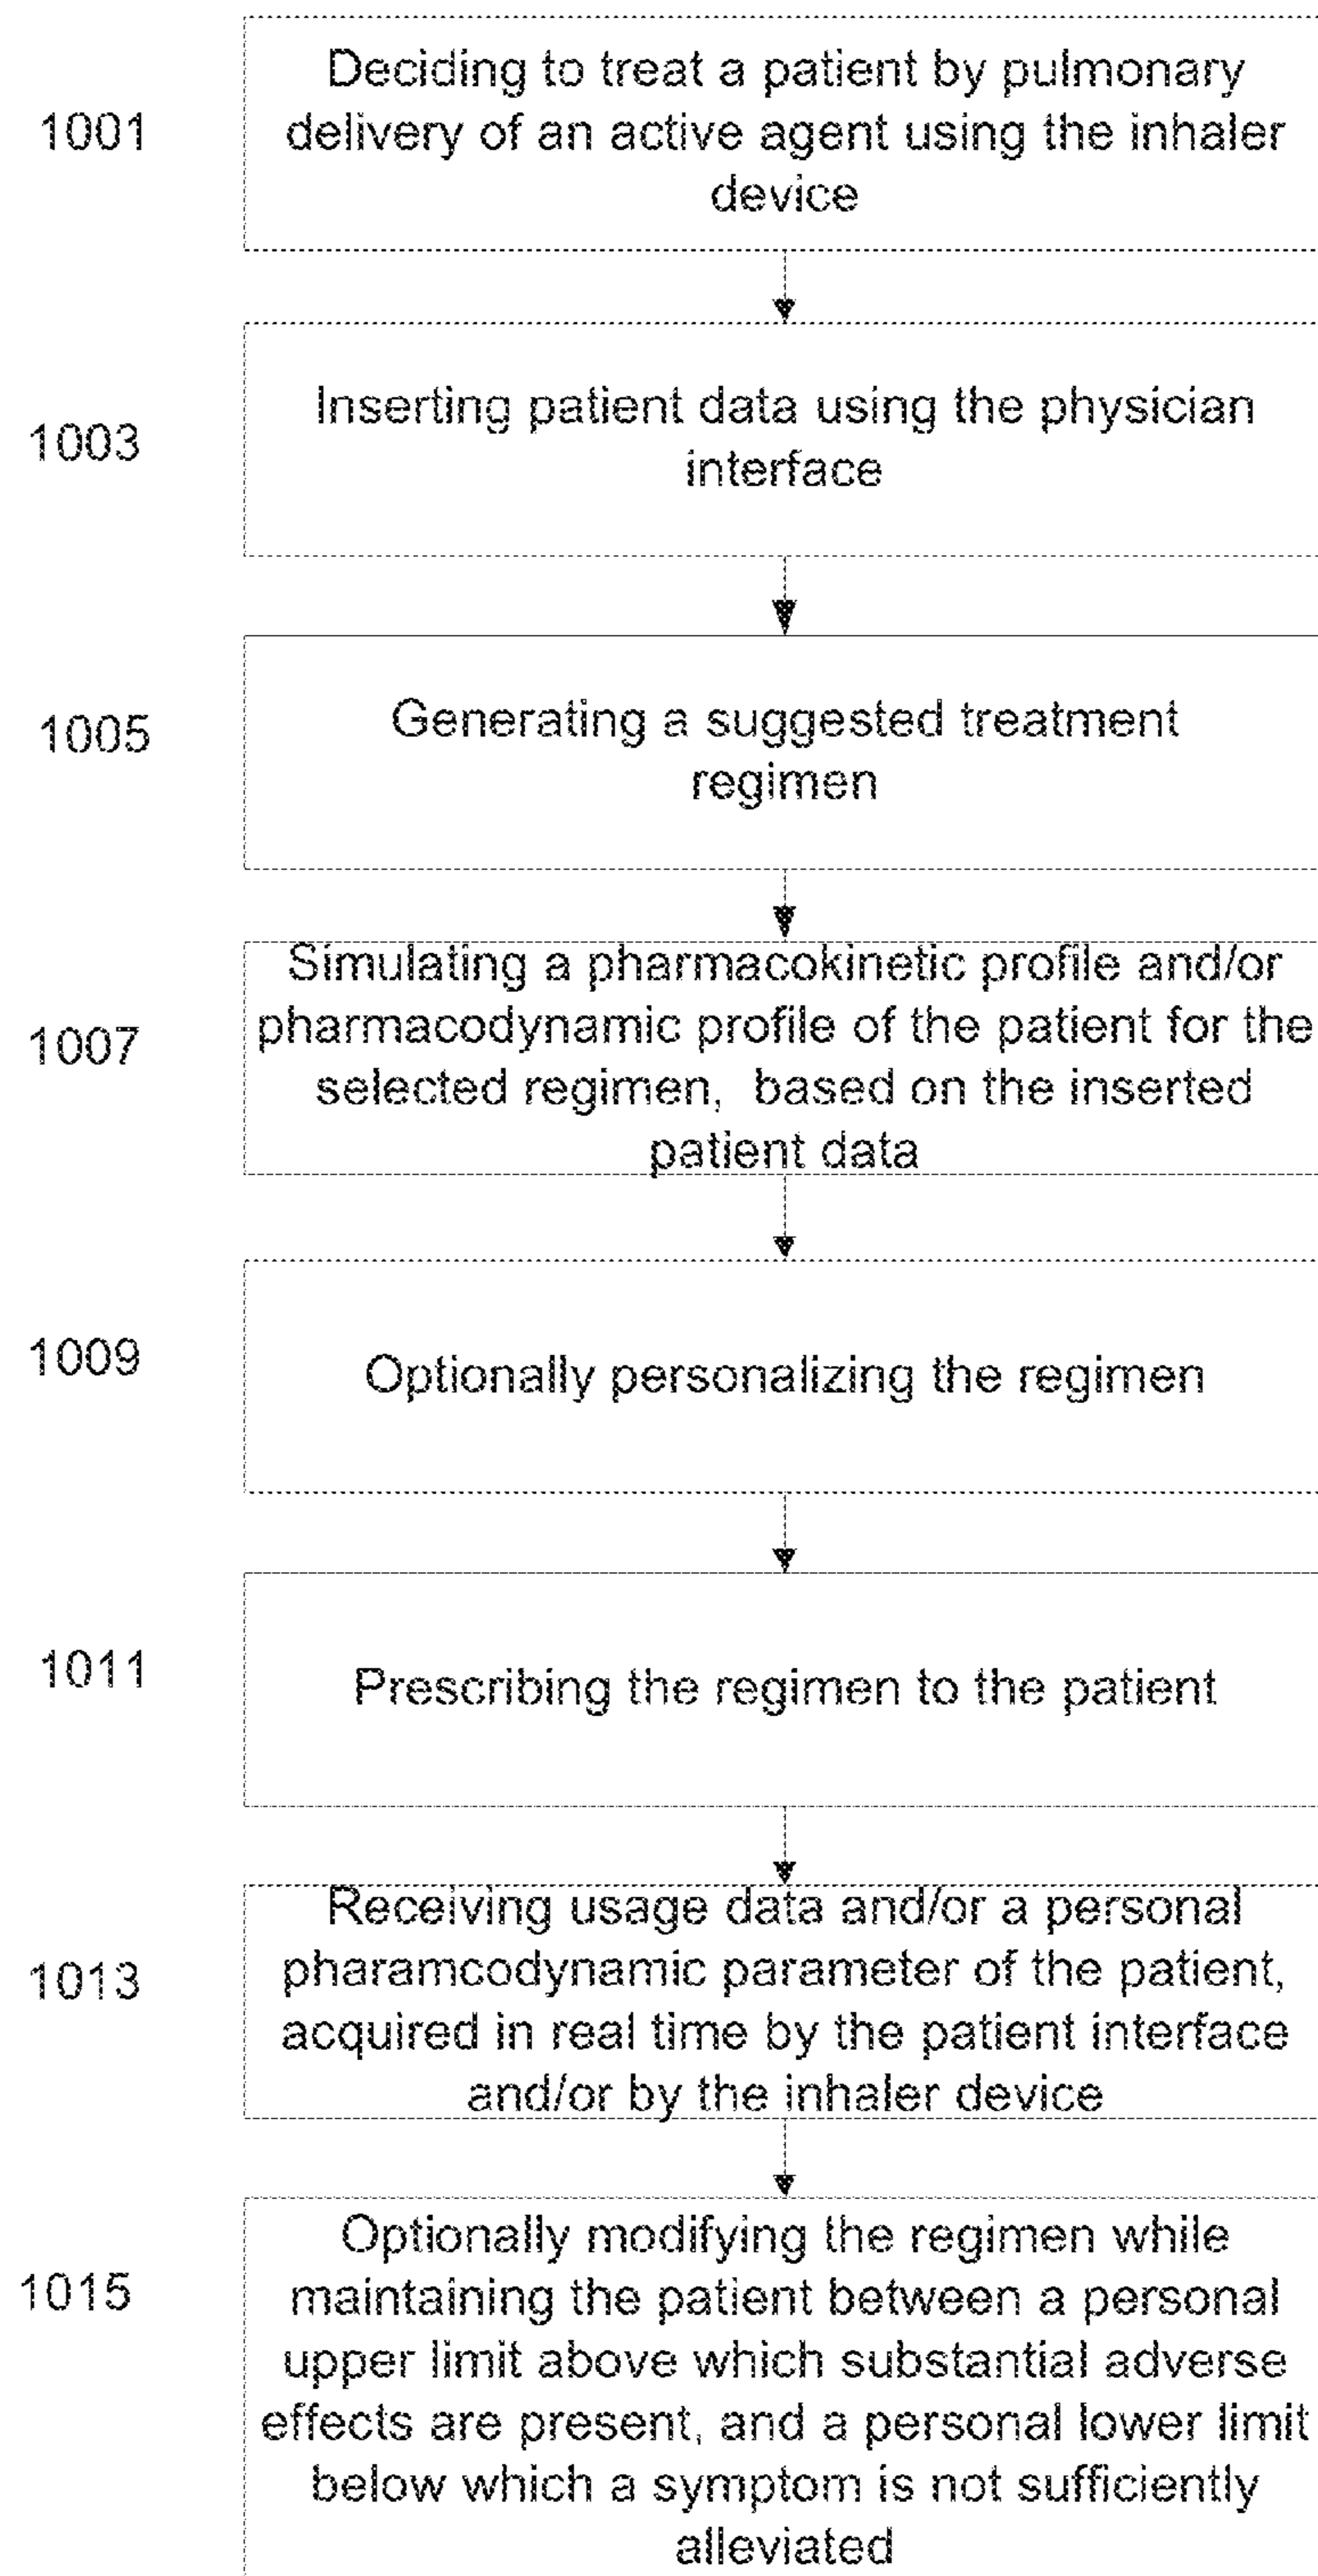 Deciding to treat a patient by pulmonary
1001
delivery of an active agent using the inhaler
device
Inserting patient data using the physician
1003
interface
Generating a suggested treatment
1005
regimen
Simulating a pharmacokinetic profile and/or
pharmacodynamic profile of the patient for the
1007
selected regimen, based on the inserted
patient data
1009
Optionally personalizing the regimen
1011
Prescribing the regimen to the patient
Receiving usage data and/or a personal
pharamcodynamic parameter of the patient,
1013
acquired in real time by the patient interface
and/or by the inhaler device
Optionally modifying the regimen while
maintaining the patient between a personal
1015
upper limit above which substantial adverse
effects are present, and a personal lower limit
below which a symptom is not sufficiently
alleviated